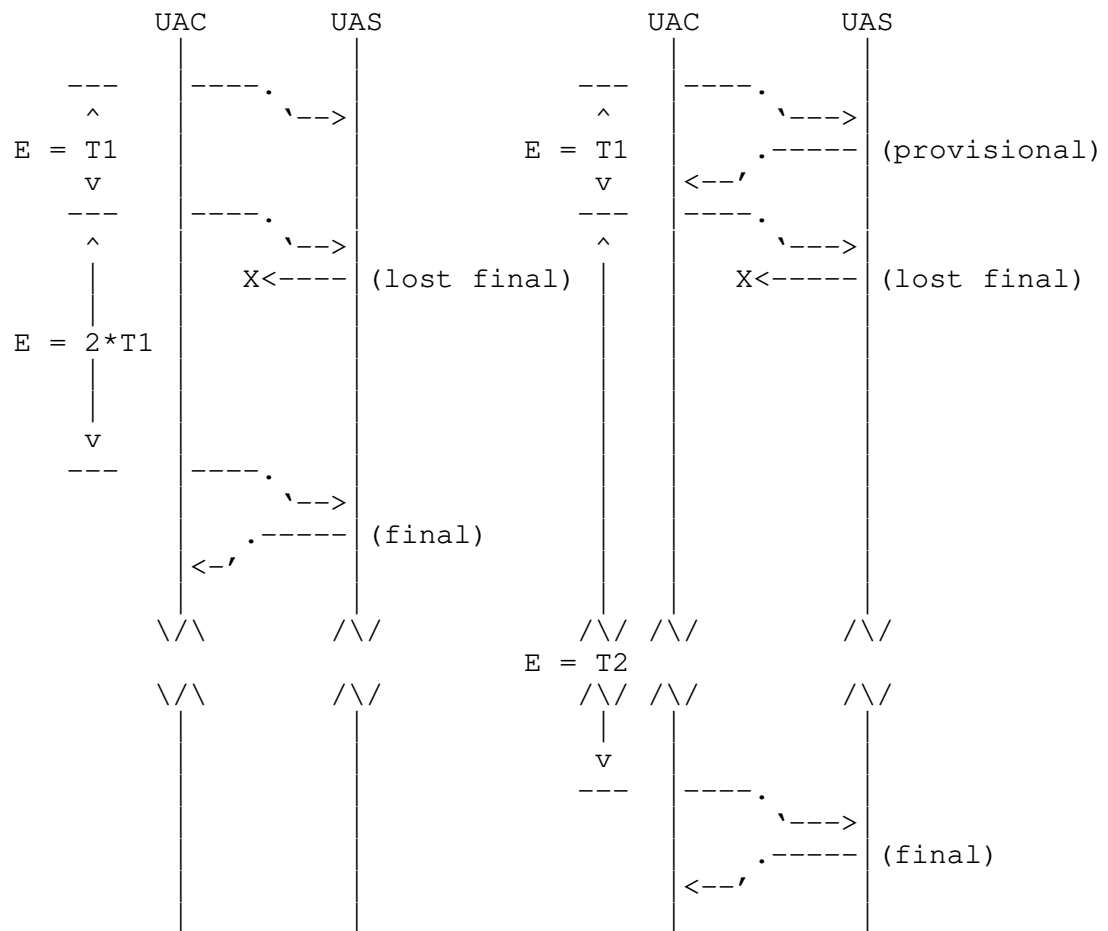 UAC UAS UAC UAS
E = T1 E = T1 (provisional)
(lost final) (lost final)
E = 2*T1
(final)
E = T2
(final)